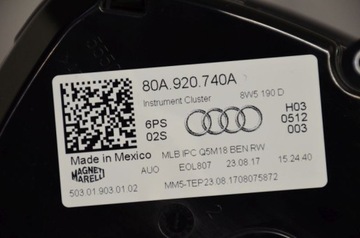 80A.920.740A
Instrument Cluster 8W5 190 D
6PS H03
02S 0512
003
Made in Mexico MLB IPC Q5M18 BEN.RW
MAGNETI MARELLI AUO EOL807 23.08.17 15.24.40
503.01.903.01 02 MM5-TEP23.08.1708075872